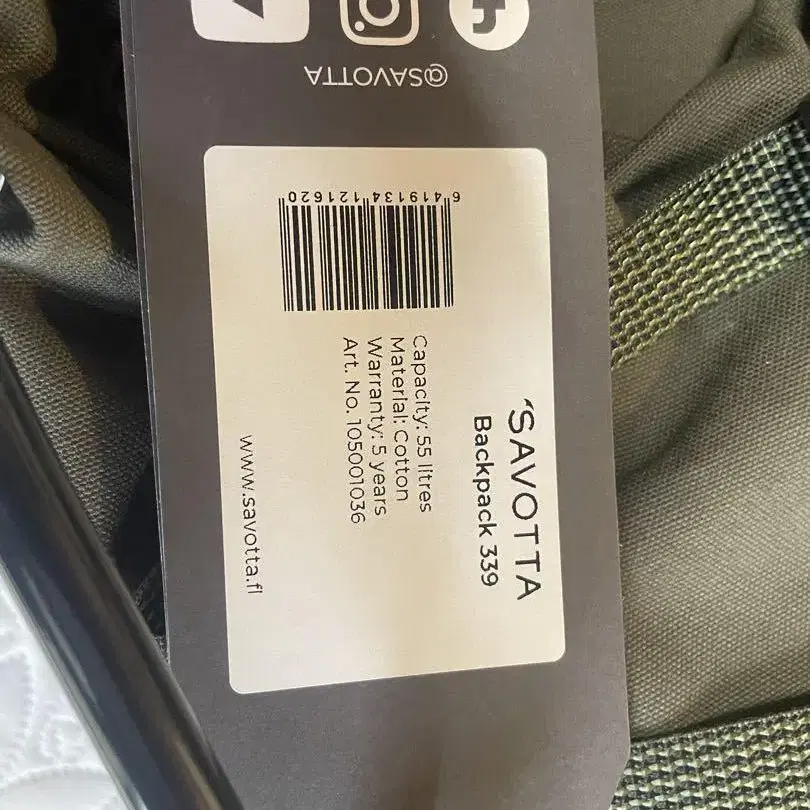 @SAVOTTA
'SAVOTTA
Backpack 339
Capacity: 55 litres
Material: Cotton
Warranty: 5 years
Art. No. 105001036
6 419134 121620
www.savotta.fi